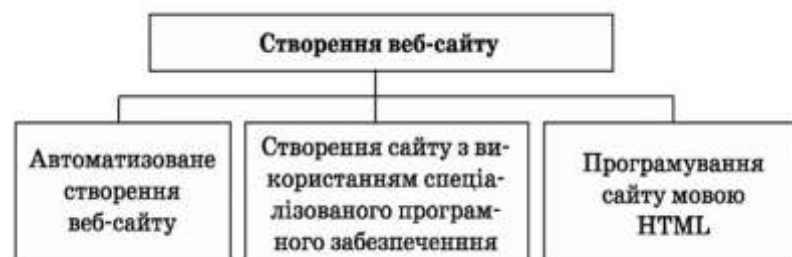 Створення веб-сайту
Автоматизоване
створення
веб-сайту
Створення сайту з ви-
користанням спеціа-
лізованого програм-
ного забезпеченння
Програмування
сайту мовою
HTML